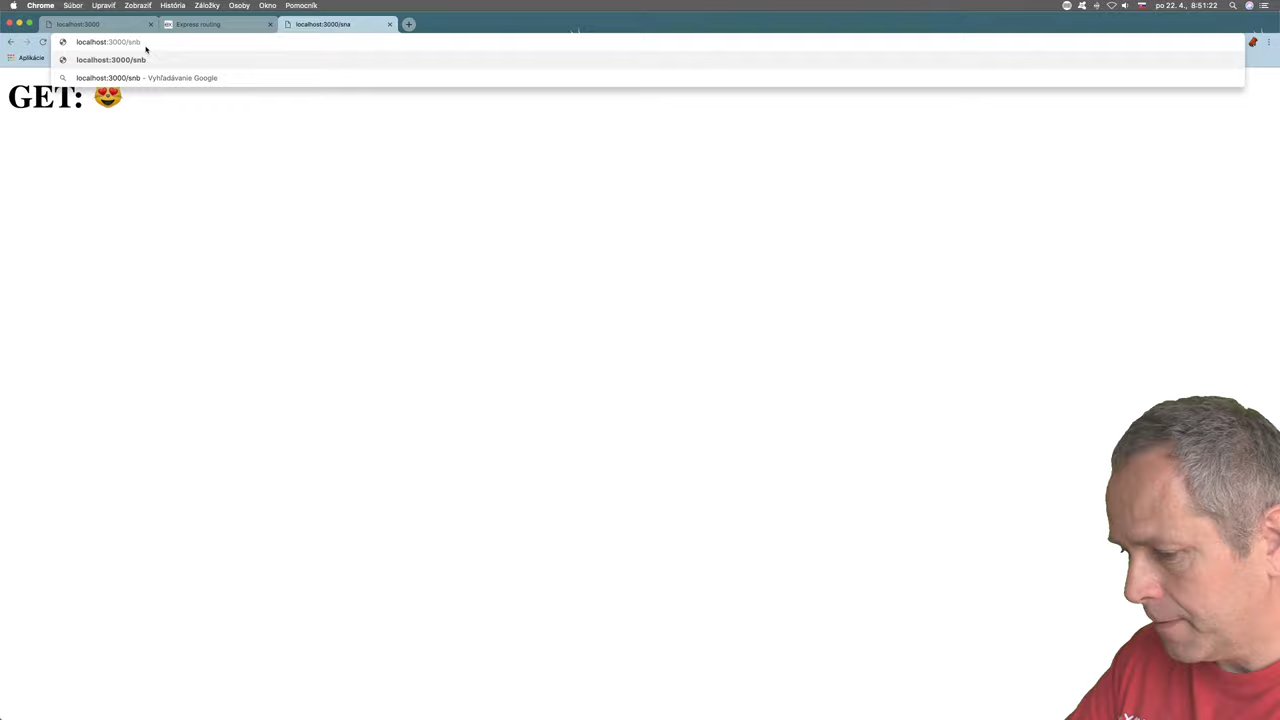 Chrome Súbor Upraviť Zobraziť História Záložky Osoby Okno Pomocník
po 22. 4., 8:51:22
localhost:3000
Express routing
localhost:3000/sna
localhost:3000/snb
Aplikácie
localhost:3000/snb
localhost:3000/snb – Vyhľadávanie Google
GET: 😻